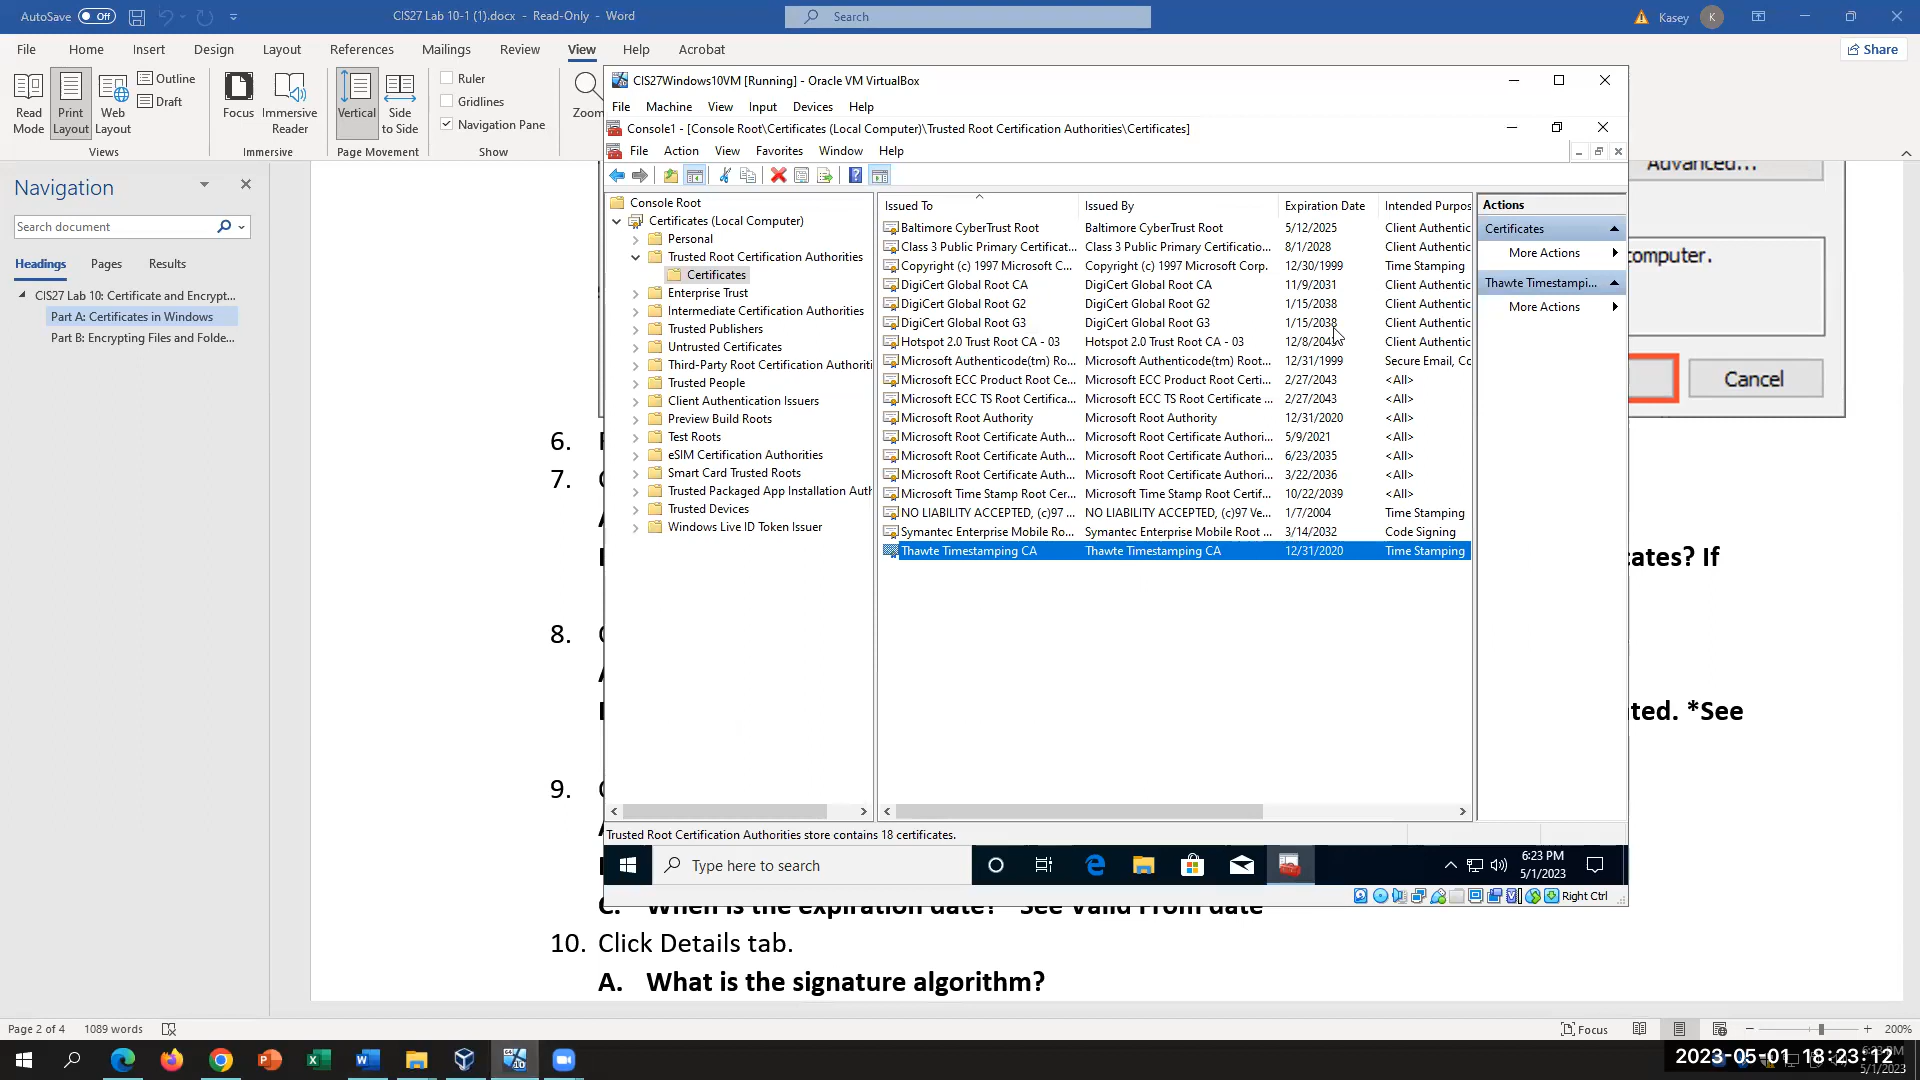 AutoSave Off
CIS27 Lab 10-1 (1).docx - Read-Only - Word
Search
Kasey
K
File Home Insert Design Layout References Mailings Review View Help Acrobat
Share
Read Mode
Print Layout
Web Layout
Outline
Draft
Views
Focus
Immersive Reader
Immersive
Vertical
Side to Side
Page Movement
Ruler
Gridlines
Navigation Pane
Show
Zoom
Navigation
Search document
Headings Pages Results
CIS27 Lab 10: Certificate and Encrypt...
Part A: Certificates in Windows
Part B: Encrypting Files and Folde...
CIS27Windows10VM [Running] - Oracle VM VirtualBox
File Machine View Input Devices Help
Console1 - [Console Root\Certificates (Local Computer)\Trusted Root Certification Authorities\Certificates]
File Action View Favorites Window Help
Console Root
Certificates (Local Computer)
Personal
Trusted Root Certification Authorities
Certificates
Enterprise Trust
Intermediate Certification Authorities
Trusted Publishers
Untrusted Certificates
Third-Party Root Certification Authoriti
Trusted People
Client Authentication Issuers
Preview Build Roots
Test Roots
eSIM Certification Authorities
Smart Card Trusted Roots
Trusted Packaged App Installation Auth
Trusted Devices
Windows Live ID Token Issuer
Issued To Issued By Expiration Date Intended Purpos
Baltimore CyberTrust Root Baltimore CyberTrust Root 5/12/2025 Client Authentic
Class 3 Public Primary Certificat... Class 3 Public Primary Certificatio... 8/1/2028 Client Authentic
Copyright (c) 1997 Microsoft C... Copyright (c) 1997 Microsoft Corp. 12/30/1999 Time Stamping
DigiCert Global Root CA DigiCert Global Root CA 11/9/2031 Client Authentic
DigiCert Global Root G2 DigiCert Global Root G2 1/15/2038 Client Authentic
DigiCert Global Root G3 DigiCert Global Root G3 1/15/2038 Client Authentic
Hotspot 2.0 Trust Root CA - 03 Hotspot 2.0 Trust Root CA - 03 12/8/2043 Client Authentic
Microsoft Authenticode(tm) Ro... Microsoft Authenticode(tm) Root... 12/31/1999 Secure Email, Co
Microsoft ECC Product Root Ce... Microsoft ECC Product Root Certi... 2/27/2043 <All>
Microsoft ECC TS Root Certifica... Microsoft ECC TS Root Certificate ... 2/27/2043 <All>
Microsoft Root Authority Microsoft Root Authority 12/31/2020 <All>
Microsoft Root Certificate Auth... Microsoft Root Certificate Authori... 5/9/2021 <All>
Microsoft Root Certificate Auth... Microsoft Root Certificate Authori... 6/23/2035 <All>
Microsoft Root Certificate Auth... Microsoft Root Certificate Authori... 3/22/2036 <All>
Microsoft Time Stamp Root Cer... Microsoft Time Stamp Root Certif... 10/22/2039 <All>
NO LIABILITY ACCEPTED, (c)97 ... NO LIABILITY ACCEPTED, (c)97 Ve... 1/7/2004 Time Stamping
Symantec Enterprise Mobile Ro... Symantec Enterprise Mobile Root ... 3/14/2032 Code Signing
Thawte Timestamping CA Thawte Timestamping CA 12/31/2020 Time Stamping
Actions
Certificates
More Actions
Thawte Timestampi...
More Actions
Trusted Root Certification Authorities store contains 18 certificates.
Type here to search
6:23 PM
5/1/2023
Right Ctrl
Advanced...
omputer.
Cancel
6.
7.
ates? If
8.
ted. *See
9.
C. When is the expiration date? *See Valid From date
10. Click Details tab.
A. What is the signature algorithm?
Page 2 of 4 1089 words
Focus
200%
2023-05-01 18:23:12
5/1/2023